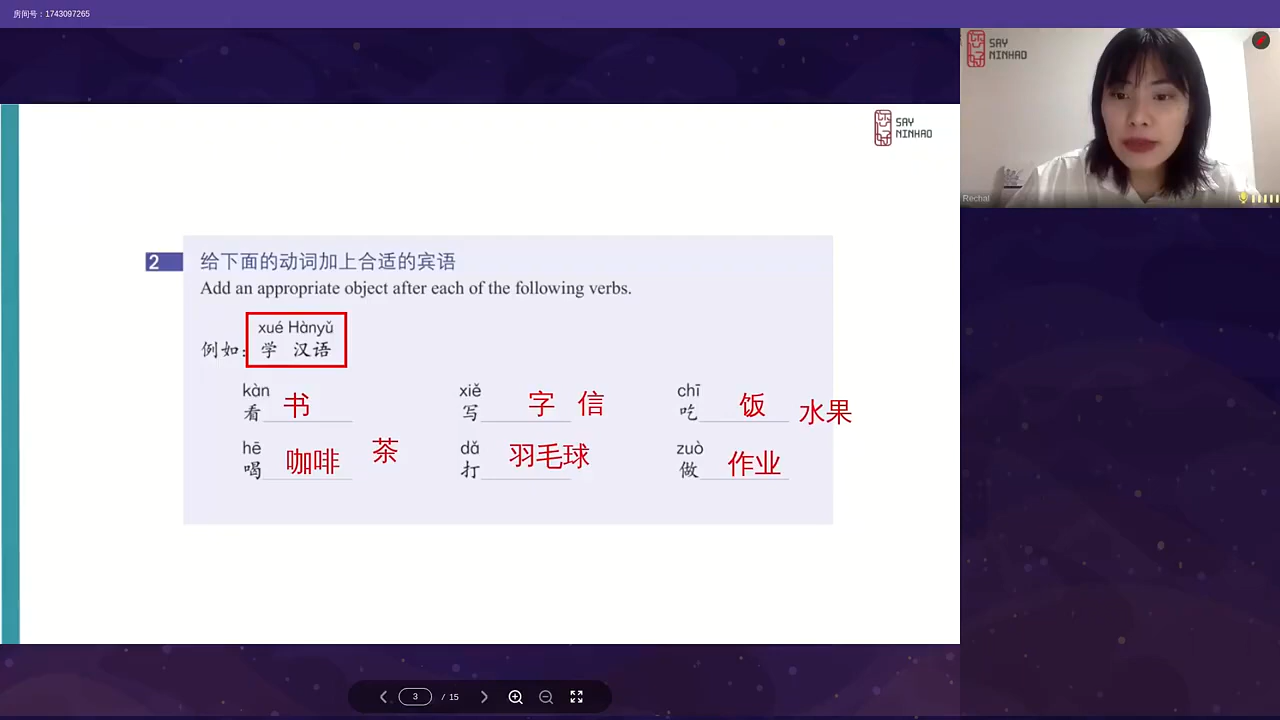 房间号：1743097265
SAY
NINHAO
SAY
NINHAO
Rechal
2 给下面的动词加上合适的宾语
Add an appropriate object after each of the following verbs.
xué Hànyǔ
例如：学 汉语
kàn xiě chī
看 书 写 字 信 吃 饭 水果
hē dǎ zuò
喝 咖啡 茶 打 羽毛球 做 作业
3 / 15